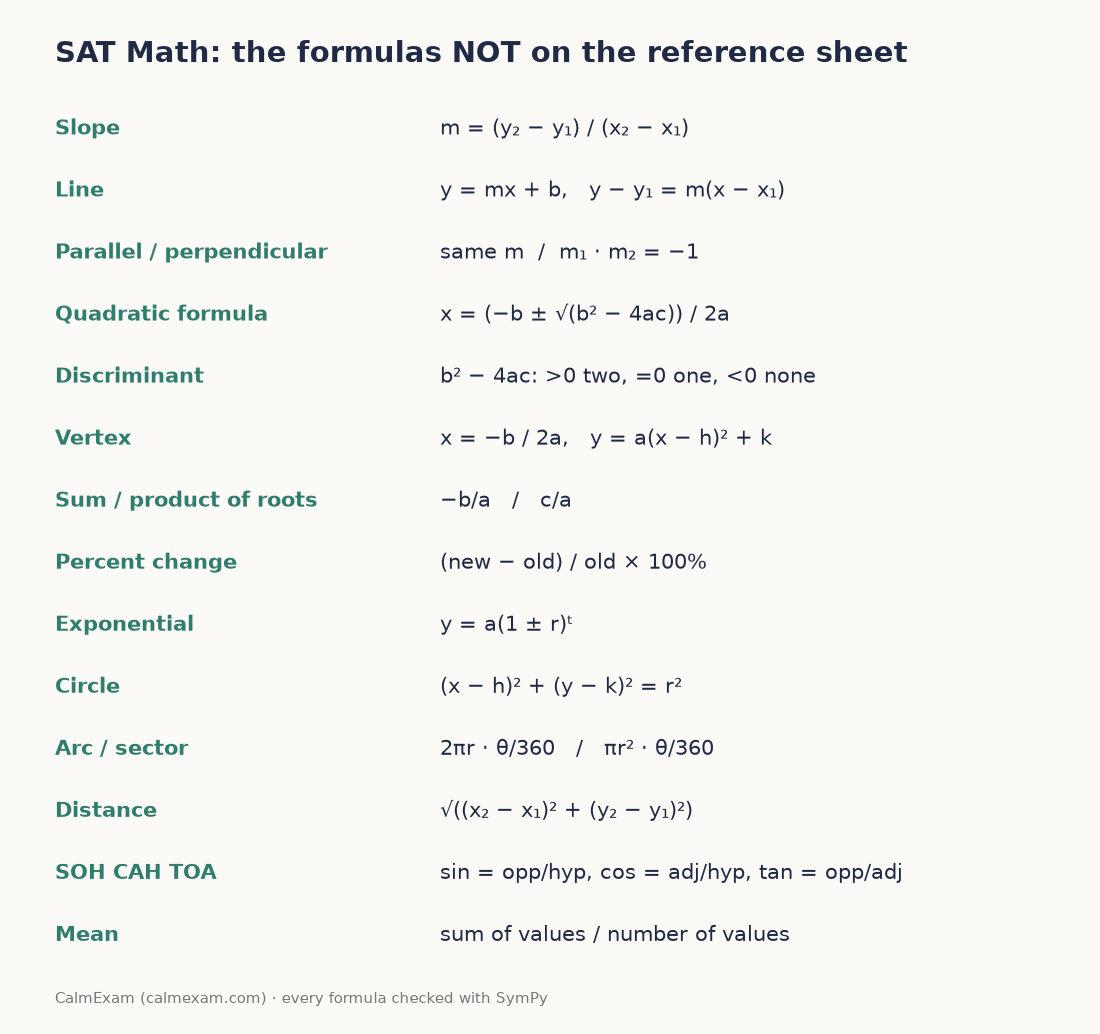 SAT Math: the formulas NOT on the reference sheet
Slope m = (y₂ − y₁) / (x₂ − x₁)
Line y = mx + b,   y − y₁ = m(x − x₁)
Parallel / perpendicular same m  /  m₁ · m₂ = −1
Quadratic formula x = (−b ± √(b² − 4ac)) / 2a
Discriminant b² − 4ac: >0 two, =0 one, <0 none
Vertex x = −b / 2a,   y = a(x − h)² + k
Sum / product of roots −b/a   /   c/a
Percent change (new − old) / old × 100%
Exponential y = a(1 ± r)ᵗ
Circle (x − h)² + (y − k)² = r²
Arc / sector 2πr · θ/360   /   πr² · θ/360
Distance √((x₂ − x₁)² + (y₂ − y₁)²)
SOH CAH TOA sin = opp/hyp, cos = adj/hyp, tan = opp/adj
Mean sum of values / number of values
CalmExam (calmexam.com) · every formula checked with SymPy